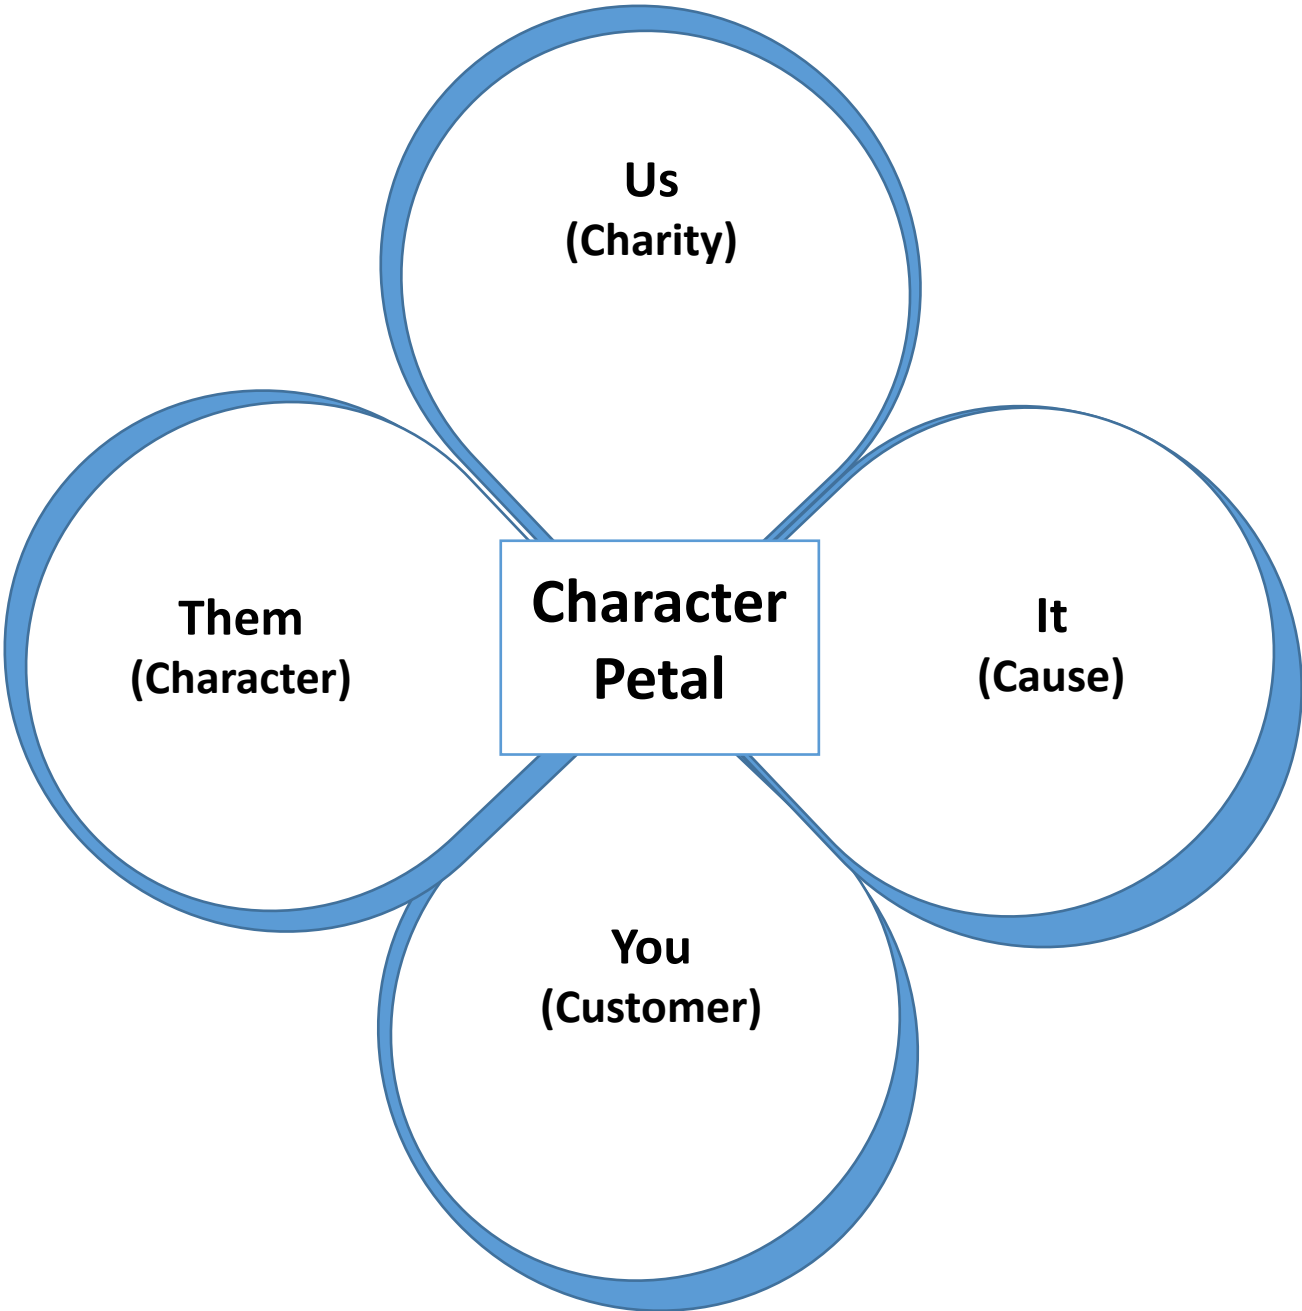 Us
(Charity)
Them
(Character)
Character
Petal
It
(Cause)
You
(Customer)